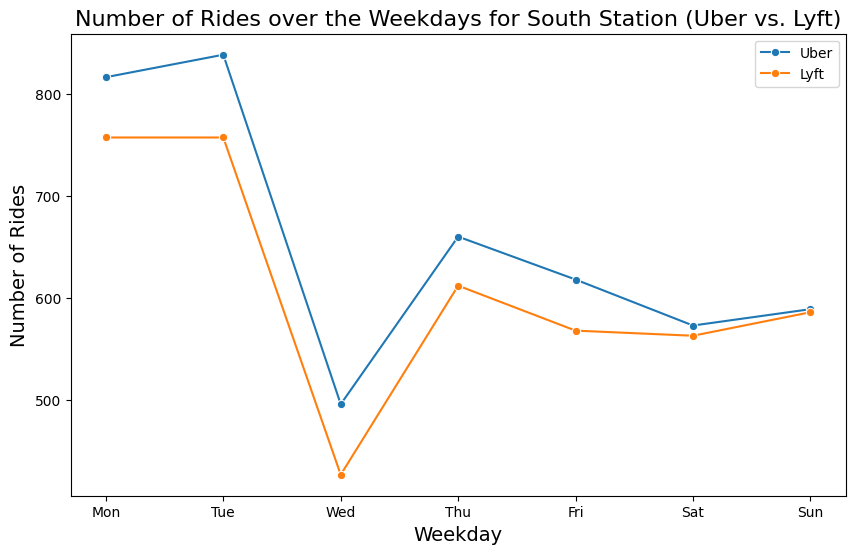 Number of Rides over the Weekdays for South Station (Uber vs. Lyft)
Uber
Lyft
800
700
600
500
Number of Rides
Mon Tue Wed Thu Fri Sat Sun
Weekday